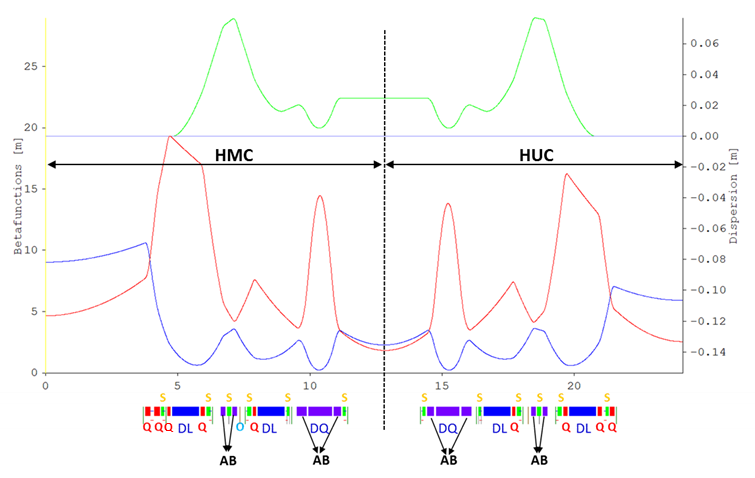 25
20
15
10
5
0
Betafunctions [m]
0.06
0.04
0.02
0.00
-0.02
-0.04
-0.06
-0.08
-0.10
-0.12
-0.14
Dispersion [m]
HMC
HUC
0 5 10 15 20
S S S S S S S S S
Q Q Q DL Q O Q DL DQ DQ DL Q Q DL Q Q
AB AB AB AB